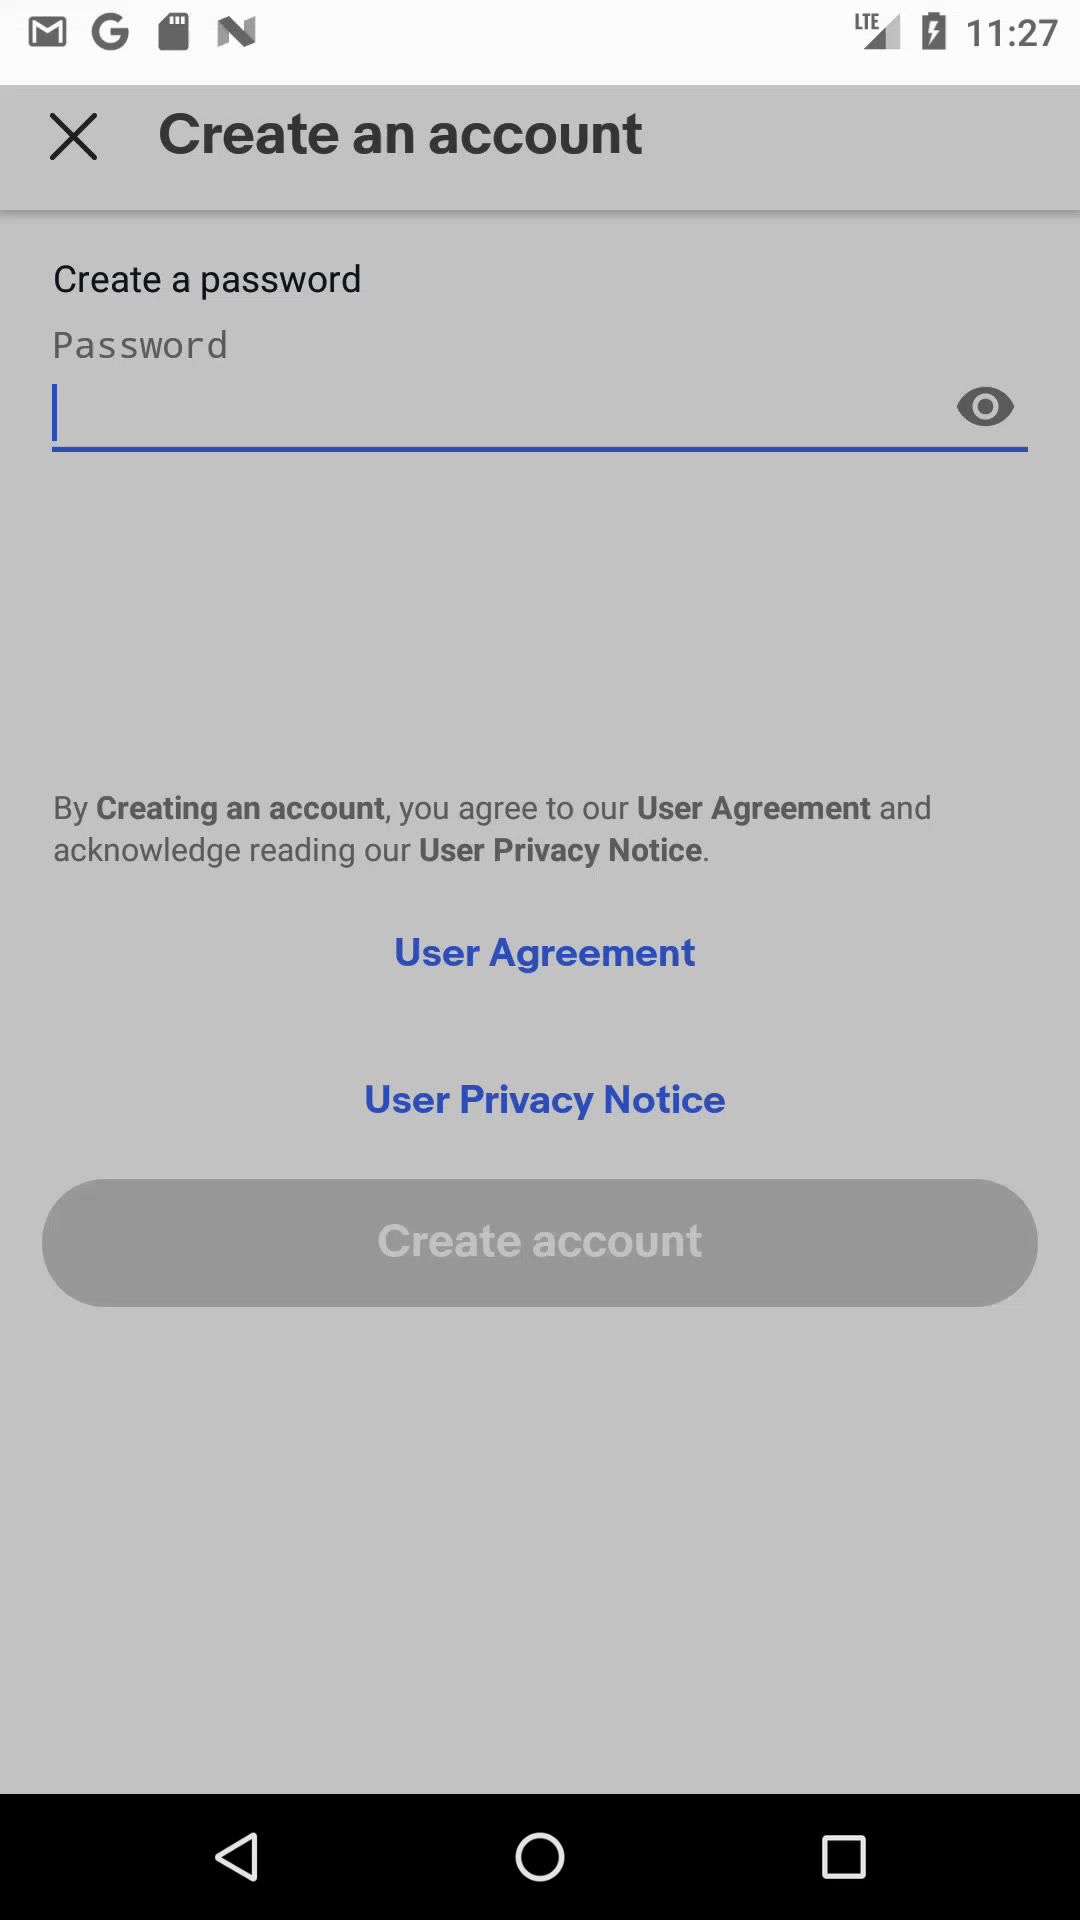 LTE 11:27
Create an account
Create a password
Password
By Creating an account, you agree to our User Agreement and
acknowledge reading our User Privacy Notice.
User Agreement
User Privacy Notice
Create account